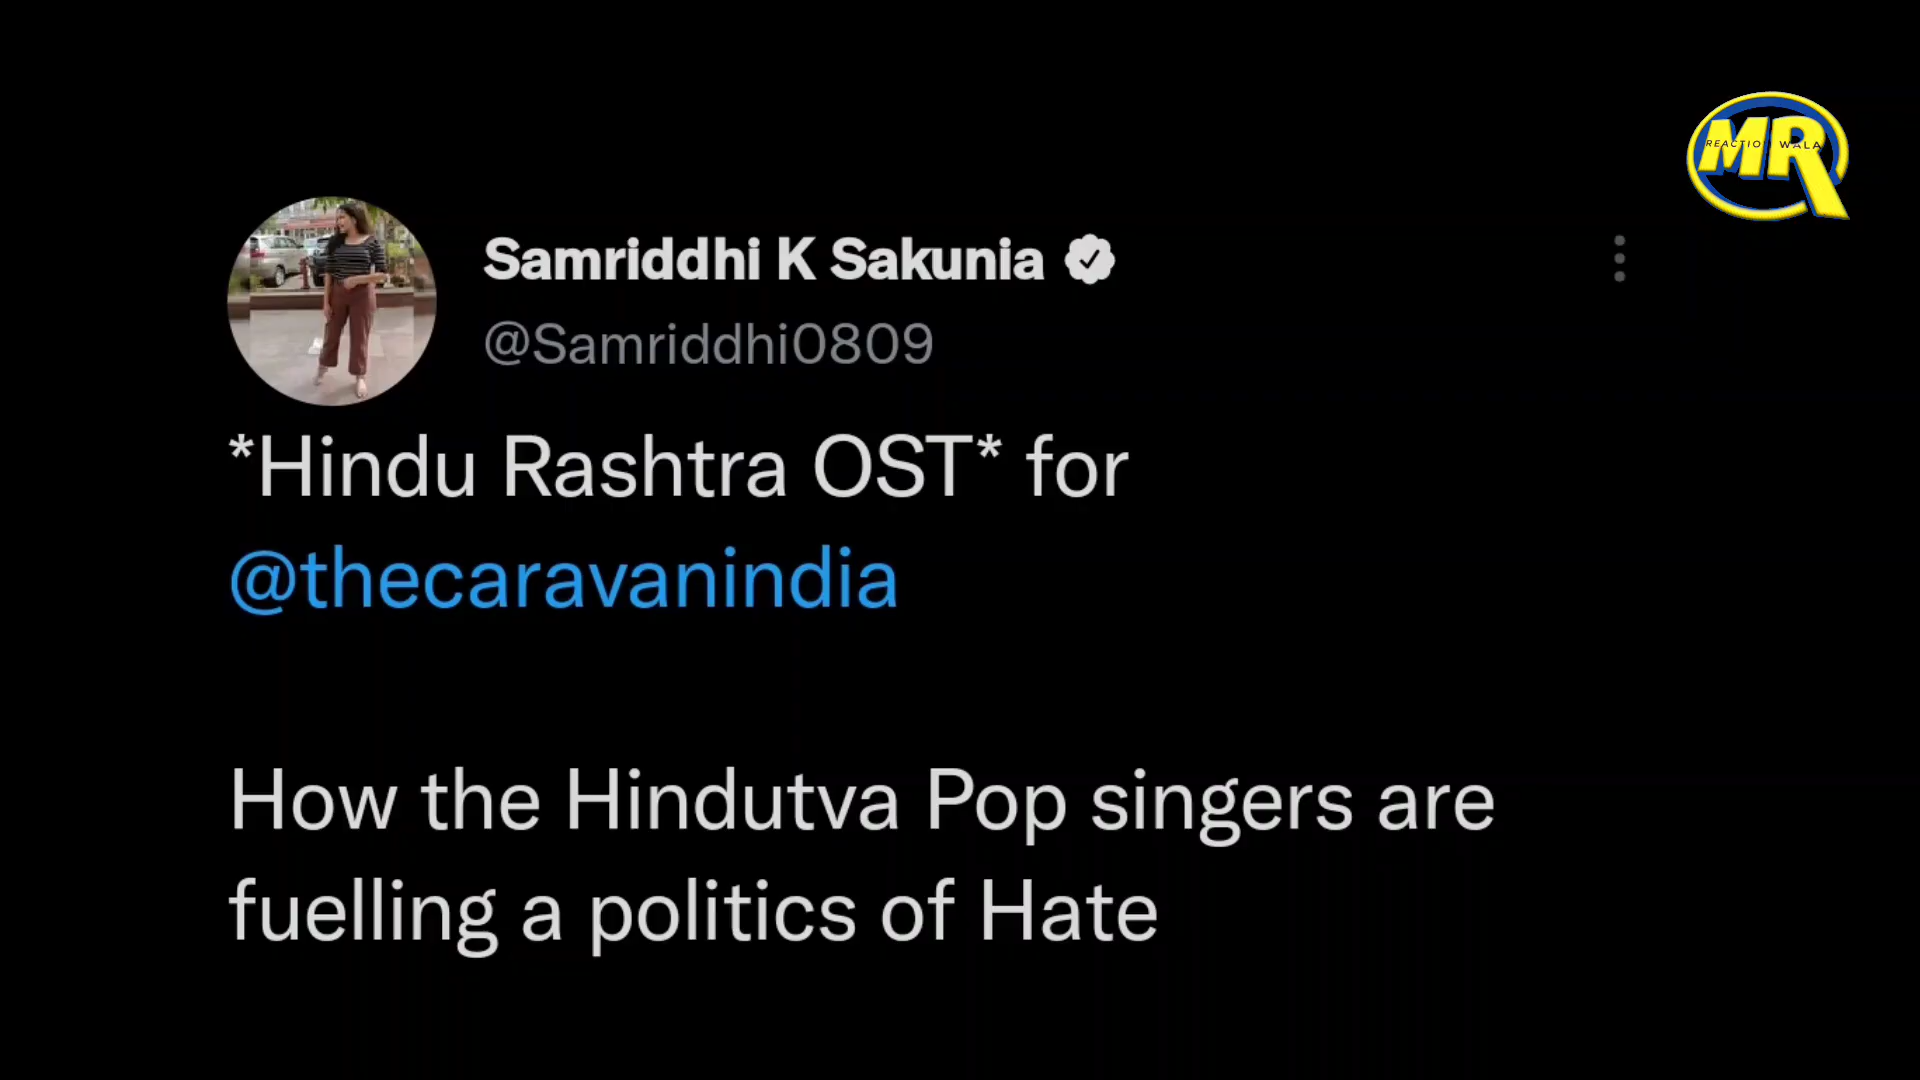 MR
REACTION WALA
Samriddhi K Sakunia
@Samriddhi0809
*Hindu Rashtra OST* for
@thecaravanindia
How the Hindutva Pop singers are
fuelling a politics of Hate